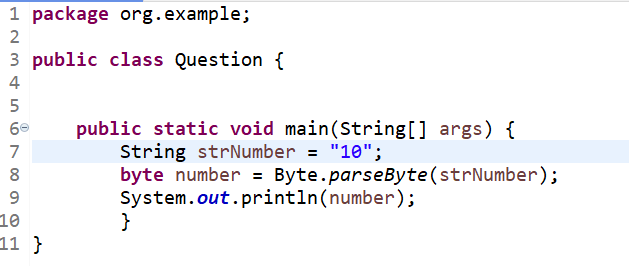 1 package org.example;
2
3 public class Question {
4
5
6 public static void main(String[] args) {
7 String strNumber = "10";
8 byte number = Byte.parseByte(strNumber);
9 System.out.println(number);
10 }
11 }